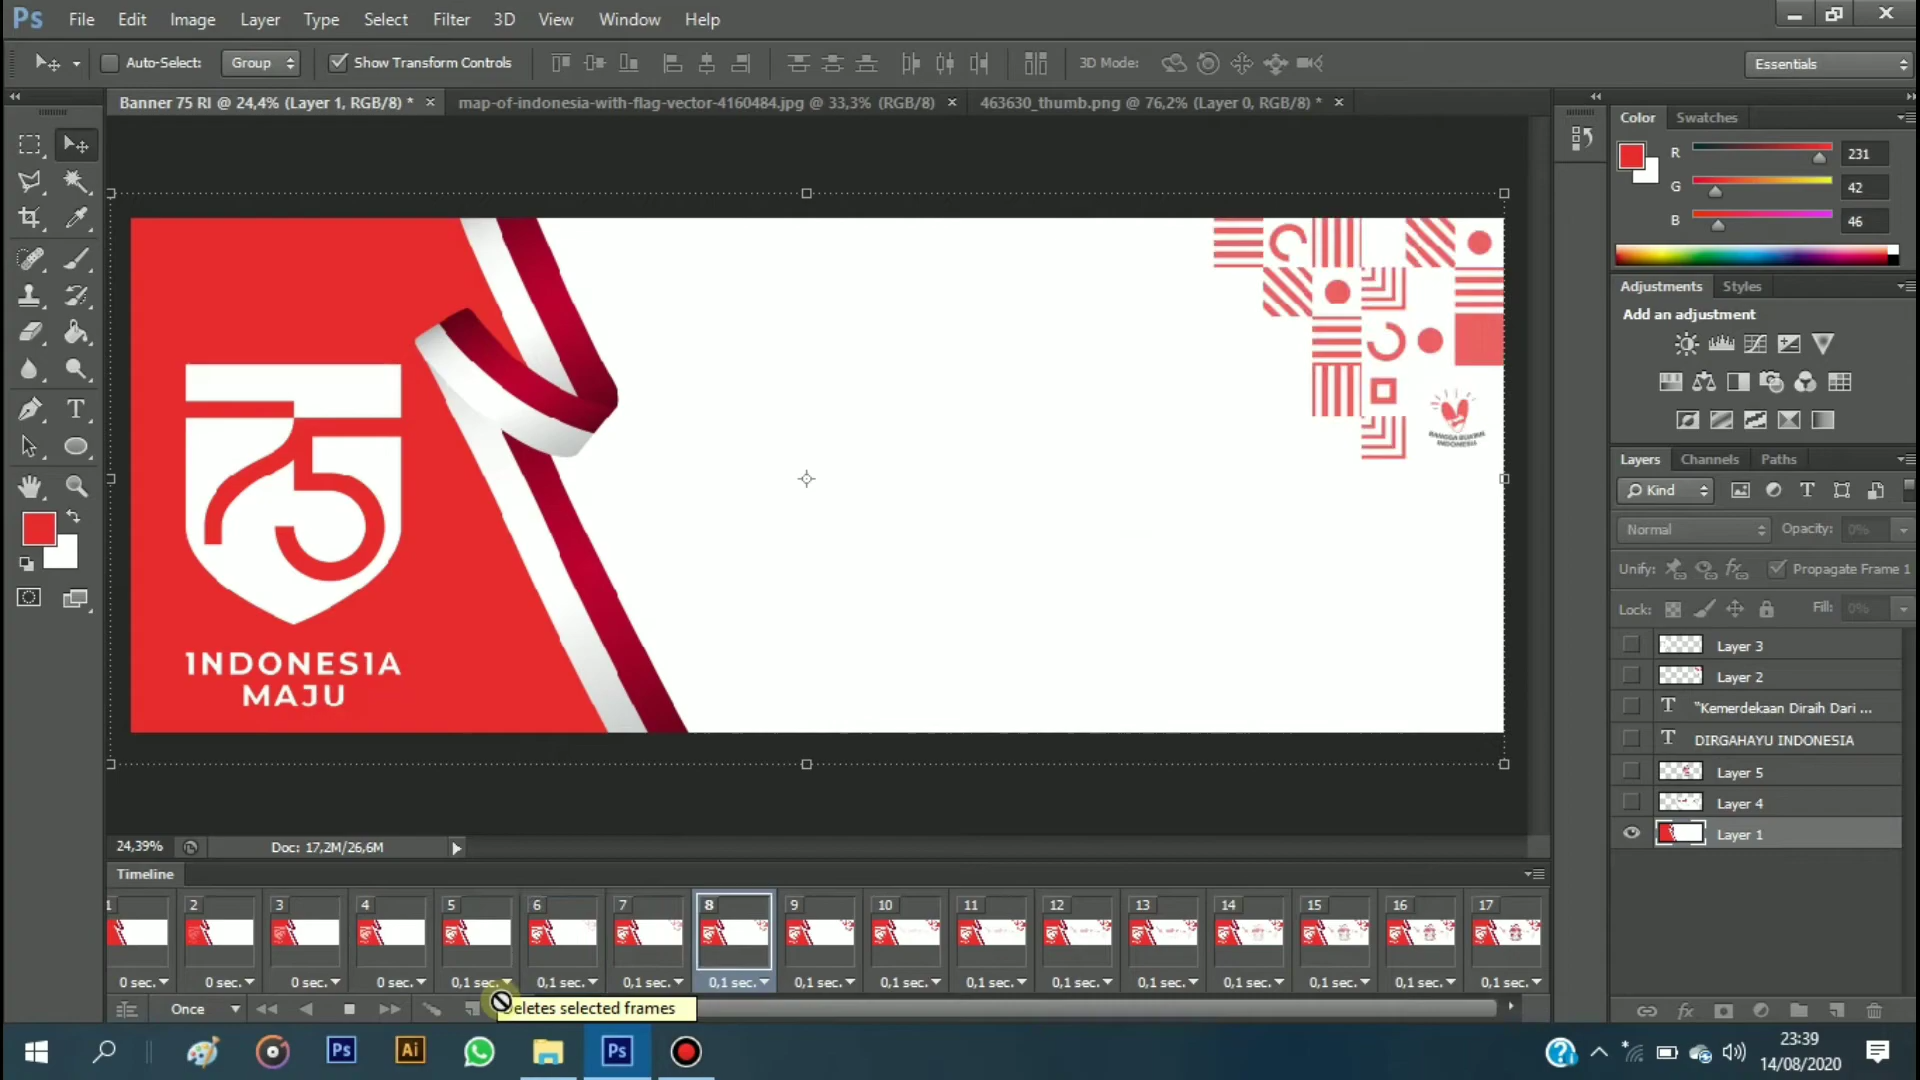 Ps File Edit Image Layer Type Select Filter 3D View Window Help
Auto-Select: Group Show Transform Controls 3D Mode: Essentials
Banner 75 RI @ 24,4% (Layer 1, RGB/8) * × map-of-indonesia-with-flag-vector-4160484.jpg @ 33,3% (RGB/8) × 463630_thumb.png @ 76,2% (Layer 0, RGB/8) * ×
Color Swatches
R 231
G 42
B 46
Adjustments Styles
Add an adjustment
75
INDONESIA
MAJU
BANGGA BUATAN
INDONESIA
Layers Channels Paths
Kind
Normal Opacity: 0%
Unify: Propagate Frame 1
Lock: Fill: 0%
Layer 3
Layer 2
"Kemerdekaan Diraih Dari ...
DIRGAHAYU INDONESIA
Layer 5
Layer 4
Layer 1
24,39% Doc: 17,2M/26,6M
Timeline
1 2 3 4 5 6 7 8 9 10 11 12 13 14 15 16 17
0 sec. 0 sec. 0 sec. 0 sec. 0,1 sec. 0,1 sec. 0,1 sec. 0,1 sec. 0,1 sec. 0,1 sec. 0,1 sec. 0,1 sec. 0,1 sec. 0,1 sec. 0,1 sec. 0,1 sec. 0,1 sec.
Once
Deletes selected frames
Ps Ai Ps
23:39
14/08/2020